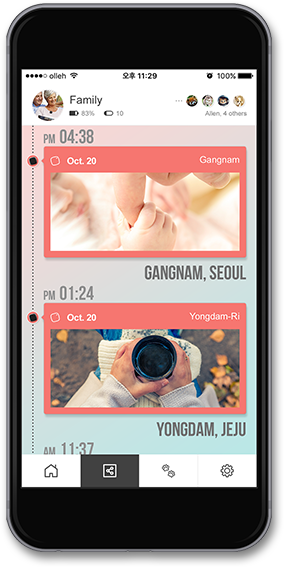 olleh 오후 11:29 100%
Family
83% 10
Allen, 4 others
PM 04:38
Oct. 20 Gangnam
GANGNAM, SEOUL
PM 01:24
Oct. 20 Yongdam-Ri
YONGDAM, JEJU
AM 11:37